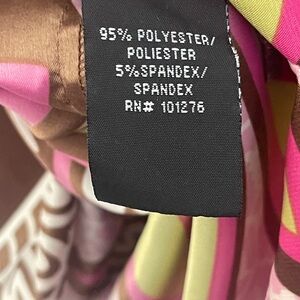 95% POLYESTER/
POLIESTER
5%SPANDEX/
SPANDEX
RN# 101276